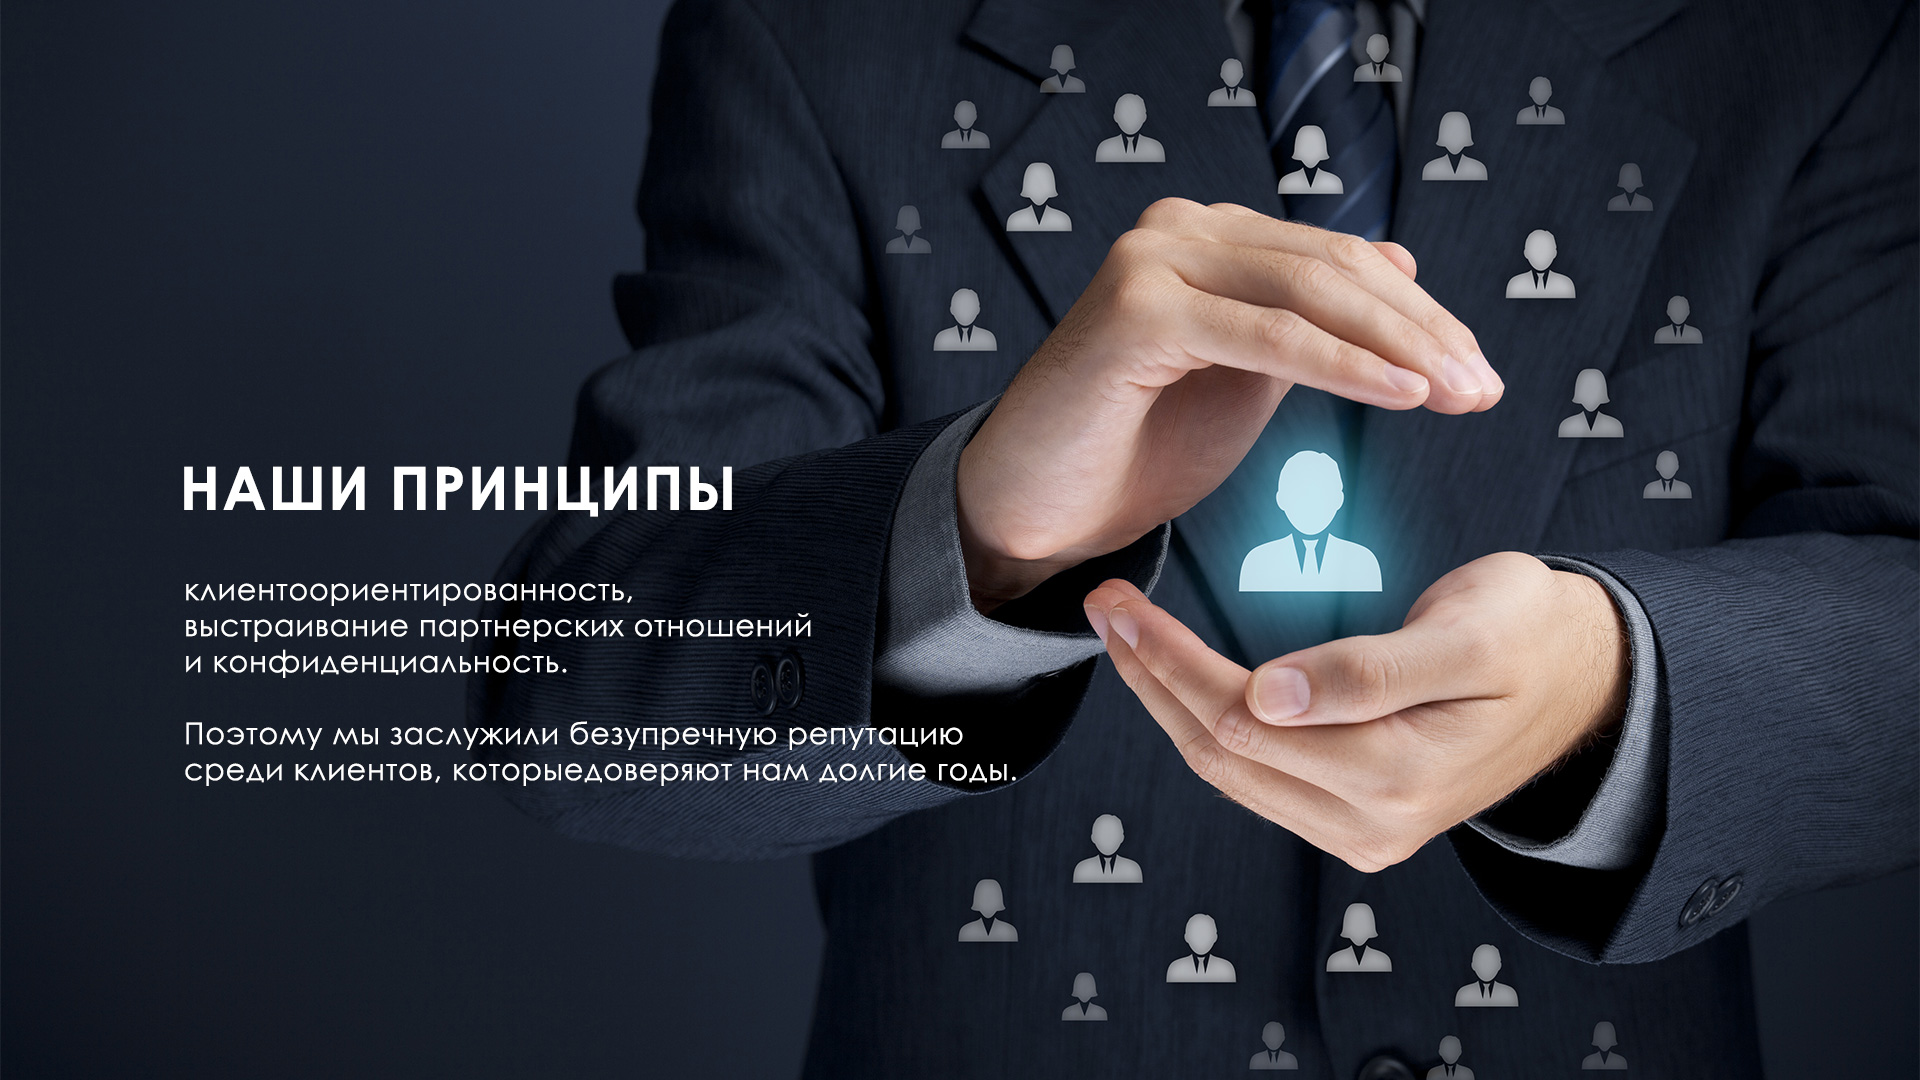 НАШИ ПРИНЦИПЫ
клиентоориентированность,
выстраивание партнерских отношений
и конфиденциальность.
Поэтому мы заслужили безупречную репутацию
среди клиентов, которыедоверяют нам долгие годы.